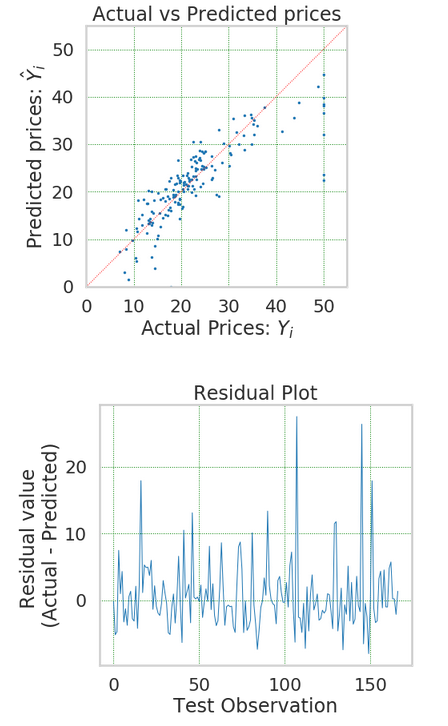 Actual vs Predicted prices
Predicted prices: Ŷi
50
40
30
20
10
0
0 10 20 30 40 50
Actual Prices: Yi
Residual Plot
Residual value
(Actual - Predicted)
20
10
0
0 50 100 150
Test Observation